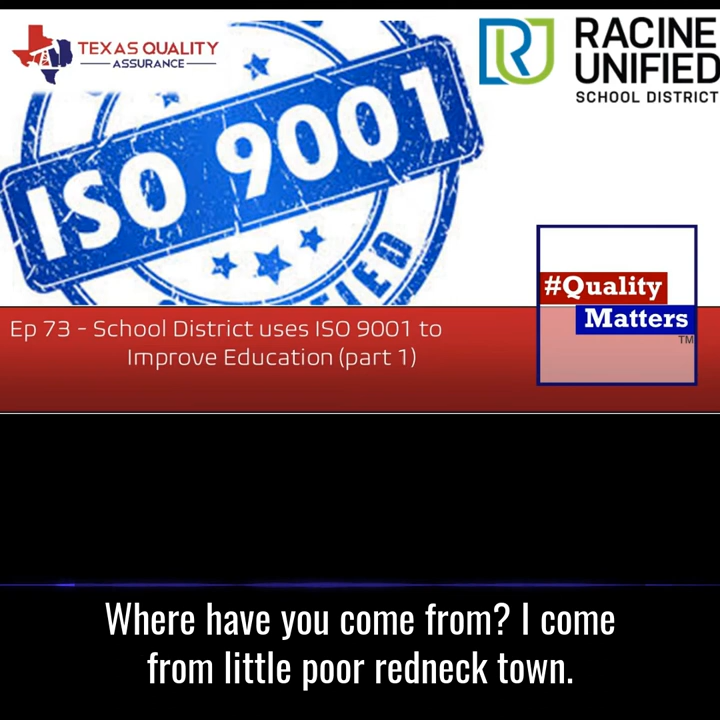 TEXAS QUALITY
ASSURANCE
RACINE
UNIFIED
SCHOOL DISTRICT
ISO 9001
#Quality
Matters
TM
Ep 73 - School District uses ISO 9001 to
Improve Education (part 1)
Where have you come from? I come
from little poor redneck town.